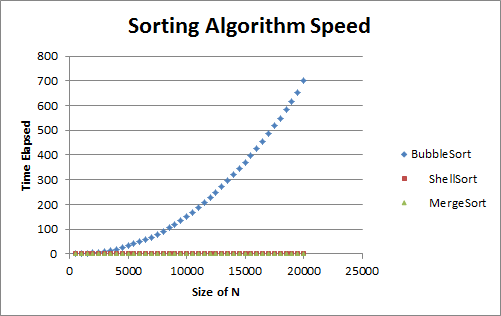 Sorting Algorithm Speed
Time Elapsed
800
700
600
500
400
300
200
100
0
0 5000 10000 15000 20000 25000
Size of N
BubbleSort
ShellSort
MergeSort